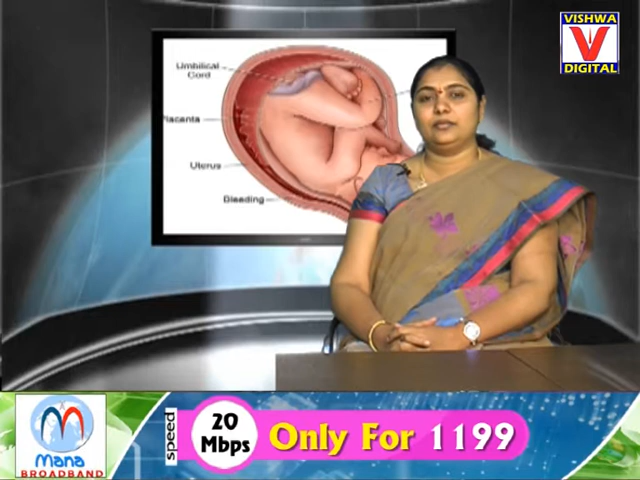 VISHWA
V
DIGITAL
Umbilical
Cord
Placenta
Uterus
Bleeding
mana
BROADBAND
speed
20
Mbps
Only For 1199